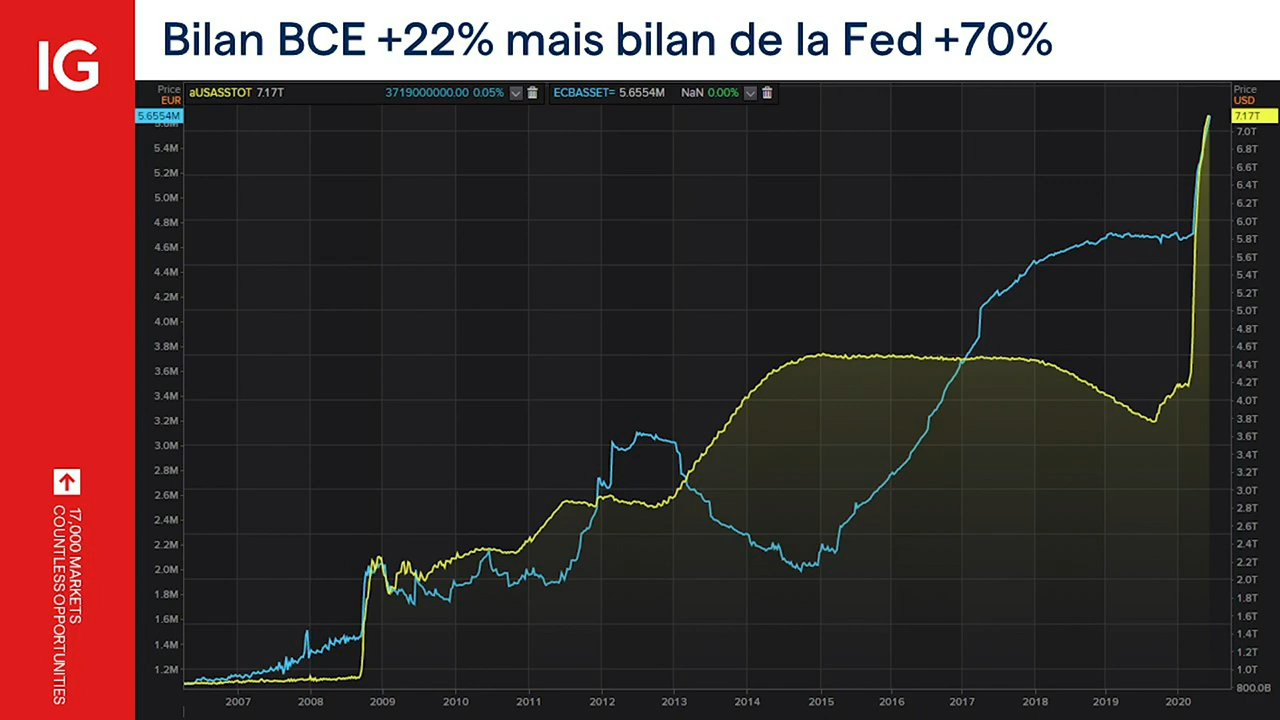 IG
Bilan BCE +22% mais bilan de la Fed +70%
Price
EUR
aUSASSTOT 7.17T 3719000000.00 0.05%
ECBASSET= 5.6554M NaN 0.00%
Price
USD
5.6554M
5.4M
5.2M
5.0M
4.8M
4.6M
4.4M
4.2M
4.0M
3.8M
3.6M
3.4M
3.2M
3.0M
2.8M
2.6M
2.4M
2.2M
2.0M
1.8M
1.6M
1.4M
1.2M
7.17T
7.0T
6.8T
6.6T
6.4T
6.2T
6.0T
5.8T
5.6T
5.4T
5.2T
5.0T
4.8T
4.6T
4.4T
4.2T
4.0T
3.8T
3.6T
3.4T
3.2T
3.0T
2.8T
2.6T
2.4T
2.2T
2.0T
1.8T
1.6T
1.4T
1.2T
1.0T
800.0B
2007 2008 2009 2010 2011 2012 2013 2014 2015 2016 2017 2018 2019 2020
17,000 MARKETS
COUNTLESS OPPORTUNITIES